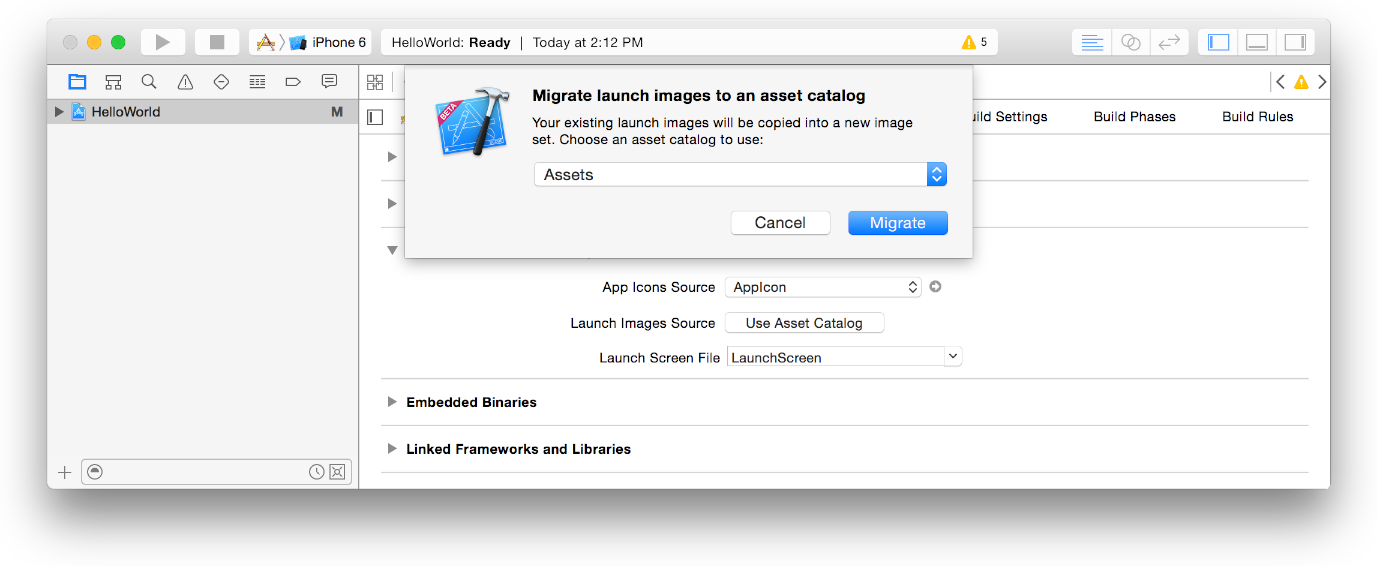 iPhone 6
HelloWorld: Ready | Today at 2:12 PM
5
HelloWorld
M
BETA
Migrate launch images to an asset catalog
Your existing launch images will be copied into a new image
set. Choose an asset catalog to use:
Assets
Cancel
Migrate
Settings
Build Phases
Build Rules
App Icons Source
AppIcon
Launch Images Source
Use Asset Catalog
Launch Screen File
LaunchScreen
Embedded Binaries
Linked Frameworks and Libraries